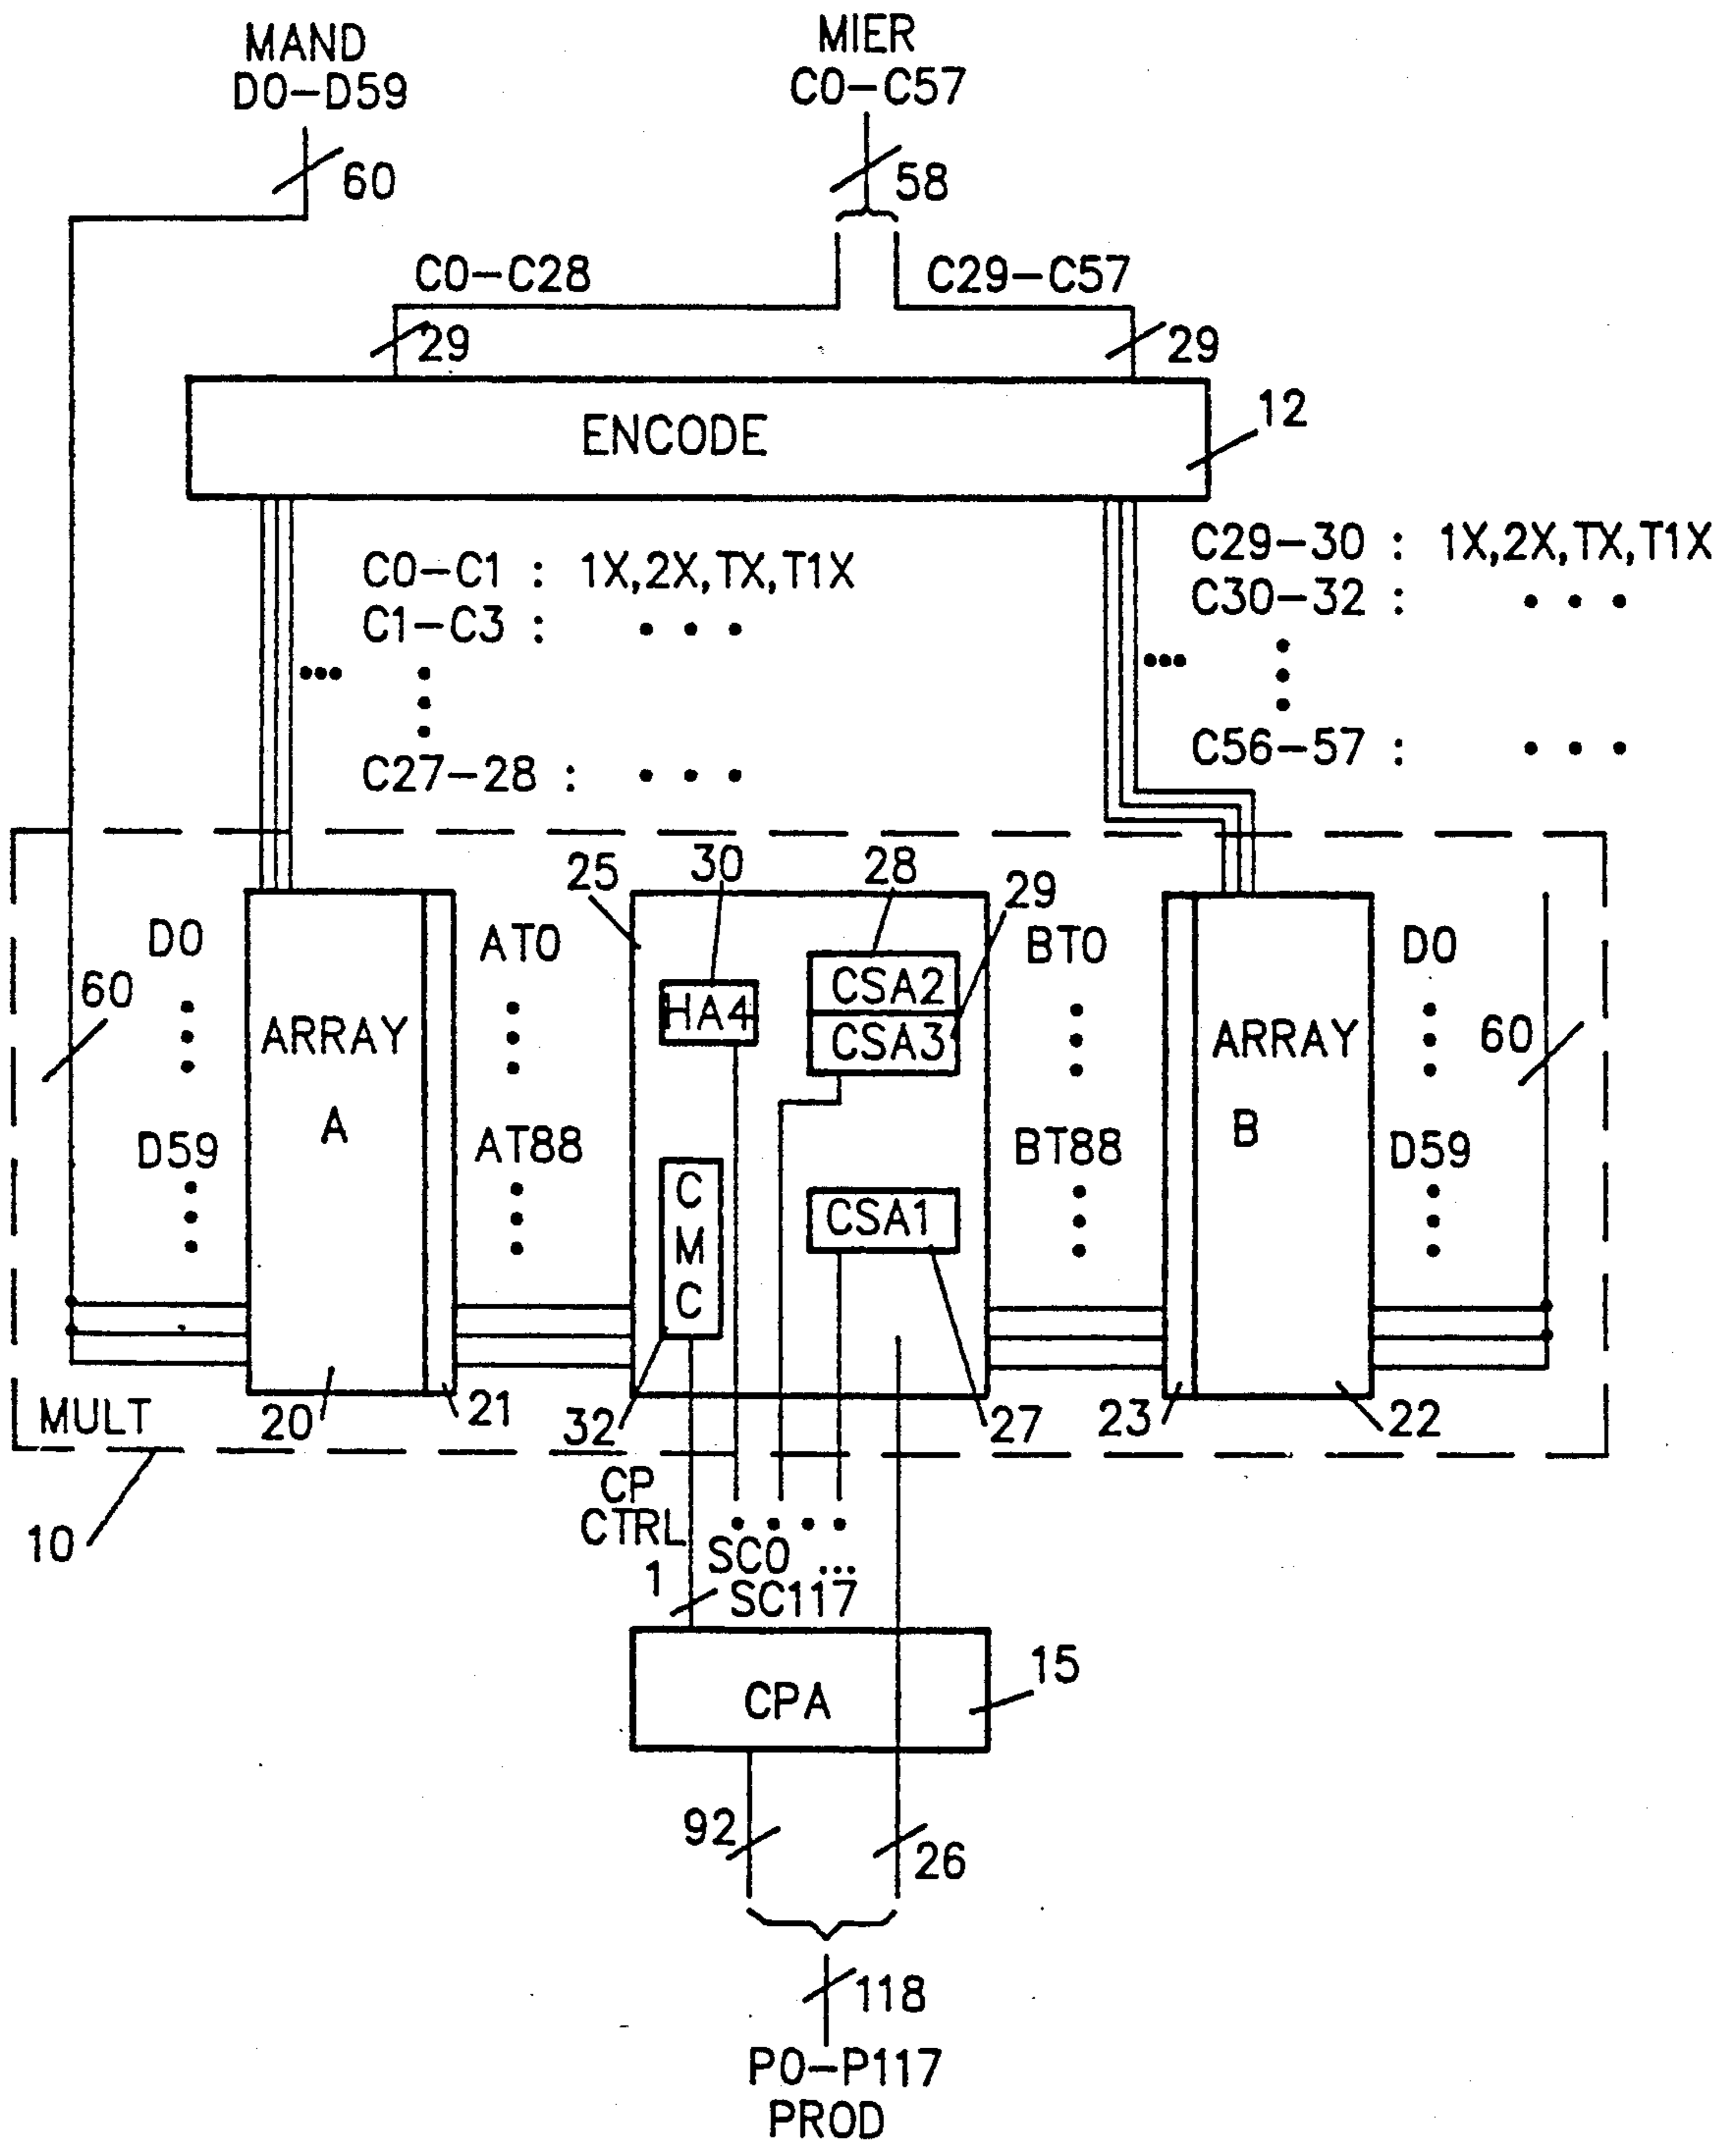 MAND
D0-D59
60
MIER
C0-C57
58
C0-C28
C29-C57
29
29
ENCODE
12
C0-C1 : 1X,2X,TX,T1X
C1-C3 : • • •
C27-28 : • • •
C29-30 : 1X,2X,TX,T1X
C30-32 : • • •
C56-57 : • • •
25
30
28
29
D0
60
D59
ARRAY
A
AT0
AT88
HA4
CSA2
CSA3
C
M
C
CSA1
BT0
BT88
ARRAY
B
D0
60
D59
MULT
20
21
32
27
23
22
10
CP
CTRL
1
SC0 ...
SC117
CPA
15
92
26
118
P0-P117
PROD